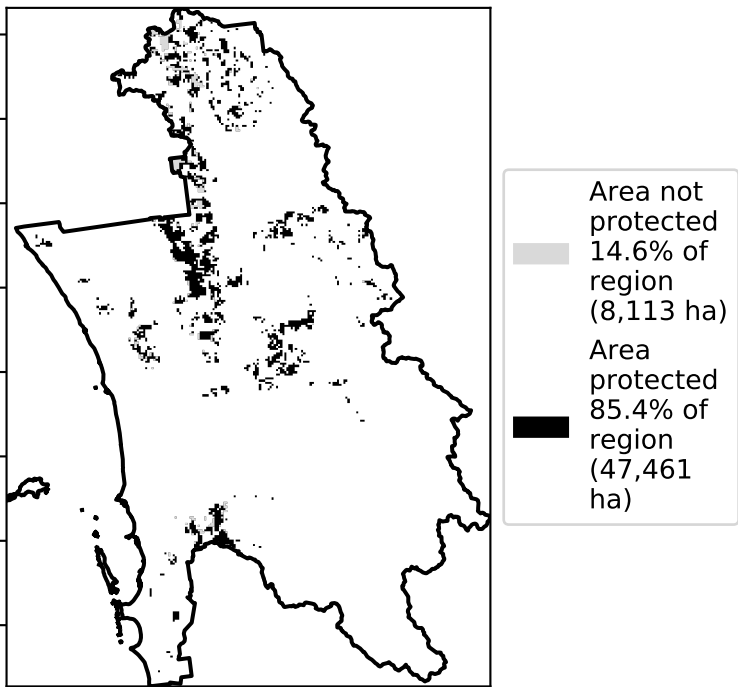 Area not
protected
14.6% of
region
(8,113 ha)
Area
protected
85.4% of
region
(47,461
ha)